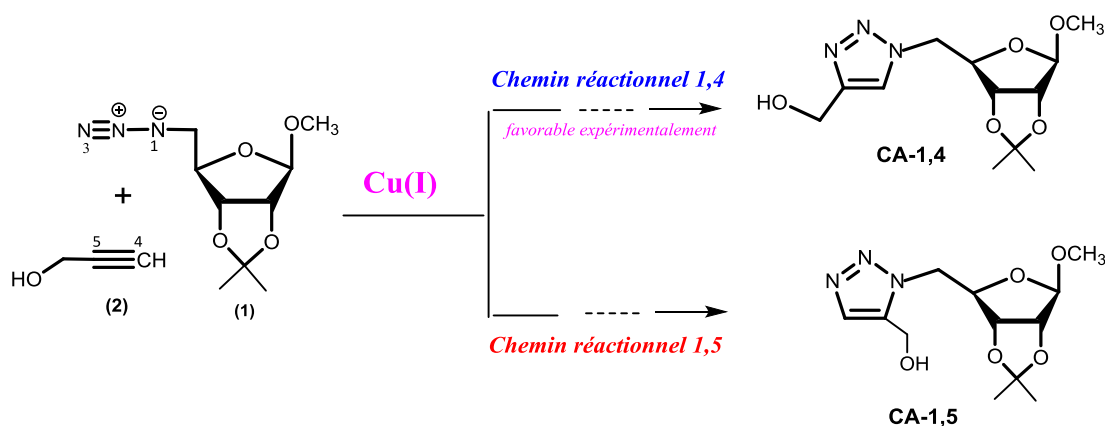 N≡N–N
⊕
⊖
3
1
OCH3
O
O
O
(1)
+
5
4
HO
CH
(2)
Cu(I)
Chemin réactionnel 1,4
favorable expérimentalement
N
N
N
HO
O
OCH3
O
O
CA-1,4
Chemin réactionnel 1,5
N
N
N
OH
O
OCH3
O
O
CA-1,5